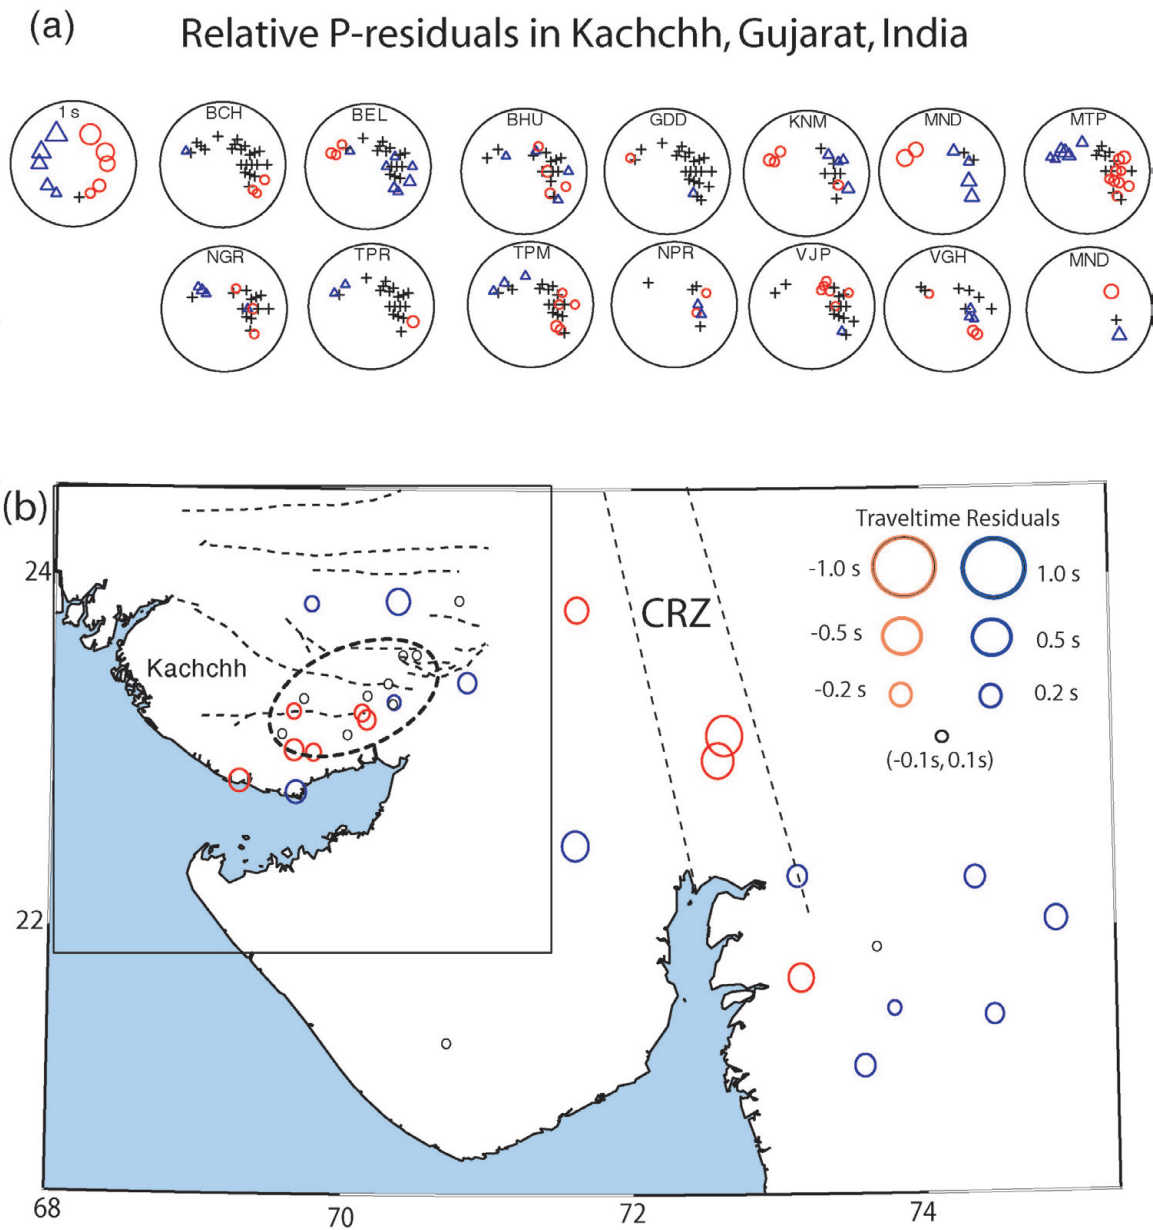 (a)
Relative P-residuals in Kachchh, Gujarat, India
1 s
BCH
BEL
BHU
GDD
KNM
MND
MTP
NGR
TPR
TPM
NPR
VJP
VGH
MND
(b)
Traveltime Residuals
-1.0 s
1.0 s
-0.5 s
0.5 s
-0.2 s
0.2 s
(-0.1s, 0.1s)
CRZ
Kachchh
24
22
68
70
72
74